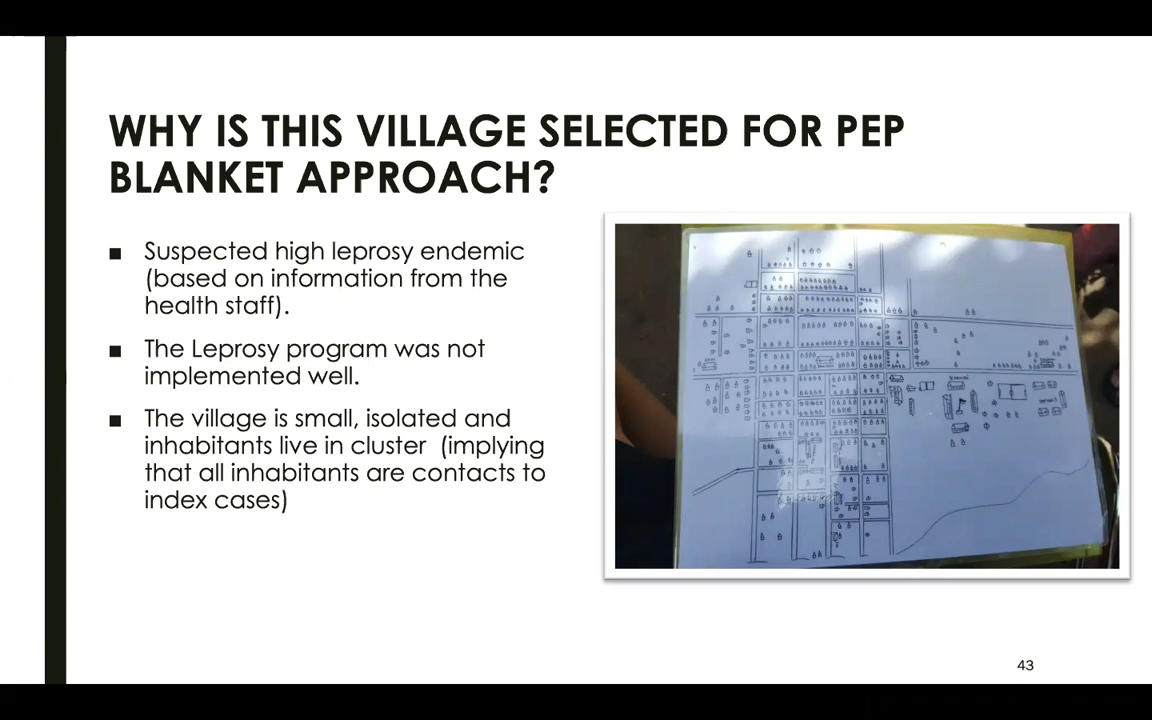 WHY IS THIS VILLAGE SELECTED FOR PEP
BLANKET APPROACH?
■ Suspected high leprosy endemic
(based on information from the
health staff).
■ The Leprosy program was not
implemented well.
■ The village is small, isolated and
inhabitants live in cluster (implying
that all inhabitants are contacts to
index cases)
43